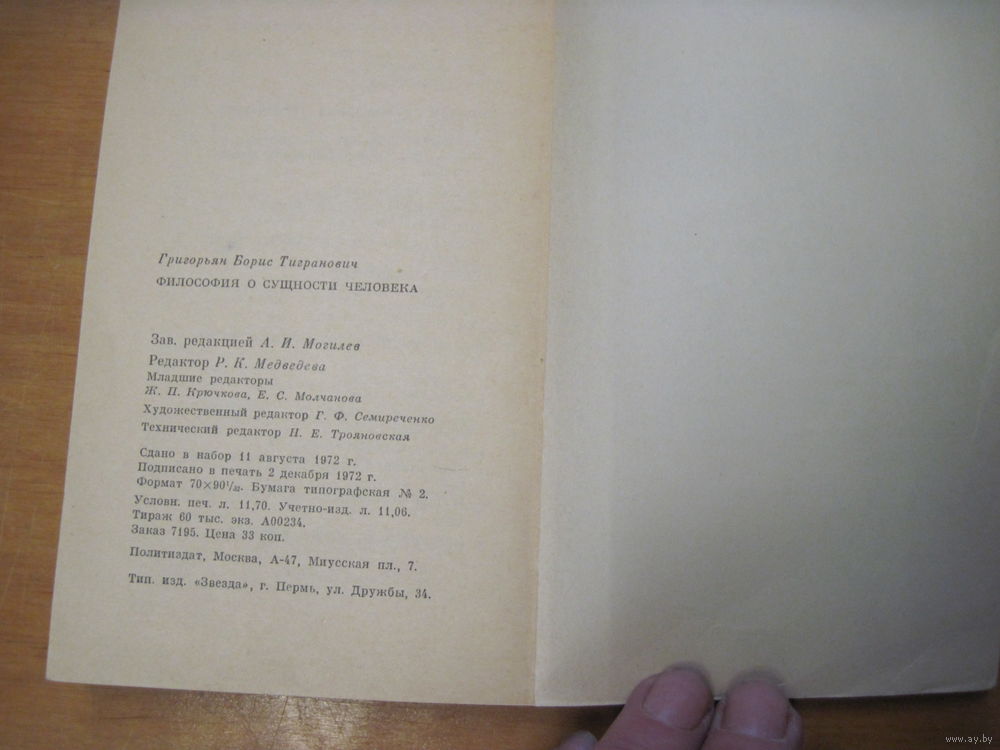 Григорьян Борис Тигранович
ФИЛОСОФИЯ О СУЩНОСТИ ЧЕЛОВЕКА
Зав. редакцией А. И. Могилев
Редактор Р. К. Медведева
Младшие редакторы
Ж. П. Крючкова, Е. С. Молчанова
Художественный редактор Г. Ф. Семиреченко
Технический редактор Н. Е. Трояновская
Сдано в набор 11 августа 1972 г.
Подписано в печать 2 декабря 1972 г.
Формат 70×90¹/₃₂. Бумага типографская № 2.
Условн. печ. л. 11,70. Учетно-изд. л. 11,06.
Тираж 60 тыс. экз. А00234.
Заказ 7195. Цена 33 коп.
Политиздат, Москва, А-47, Миусская пл., 7.
Тип. изд. «Звезда», г. Пермь, ул. Дружбы, 34.
www.ay.by